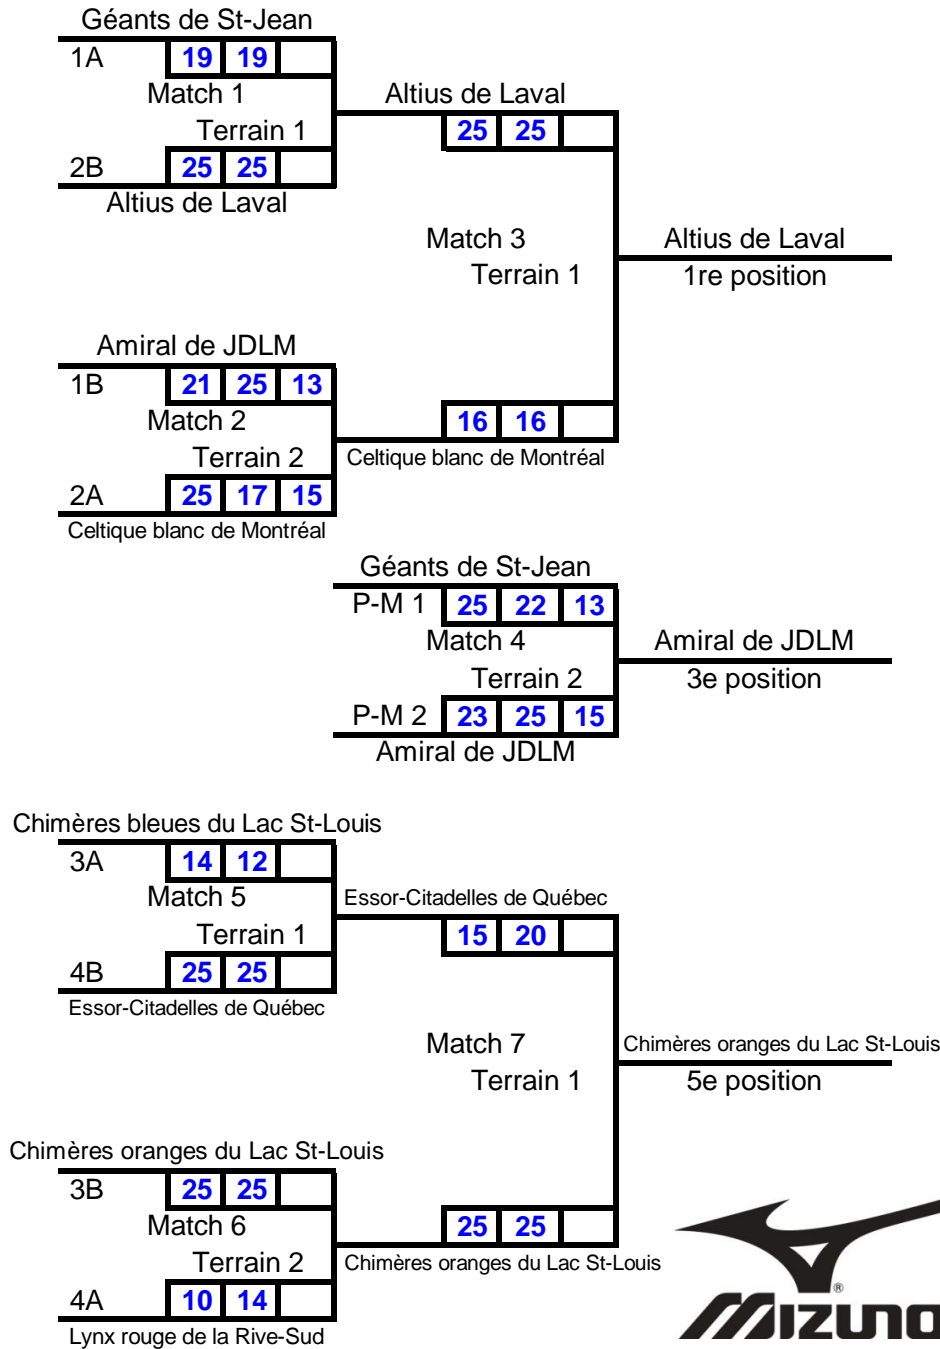 Géants de St-Jean
1A 19 19
Match 1
Terrain 1
2B 25 25
Altius de Laval
Altius de Laval
25 25
Match 3
Terrain 1
Altius de Laval
1re position
Amiral de JDLM
1B 21 25 13
Match 2
Terrain 2
2A 25 17 15
Celtique blanc de Montréal
16 16
Celtique blanc de Montréal
Géants de St-Jean
P-M 1 25 22 13
Match 4
Terrain 2
P-M 2 23 25 15
Amiral de JDLM
Amiral de JDLM
3e position
Chimères bleues du Lac St-Louis
3A 14 12
Match 5
Terrain 1
4B 25 25
Essor-Citadelles de Québec
Essor-Citadelles de Québec
15 20
Match 7
Terrain 1
Chimères oranges du Lac St-Louis
5e position
Chimères oranges du Lac St-Louis
3B 25 25
Match 6
Terrain 2
4A 10 14
Lynx rouge de la Rive-Sud
25 25
Chimères oranges du Lac St-Louis
®
MIZUNO